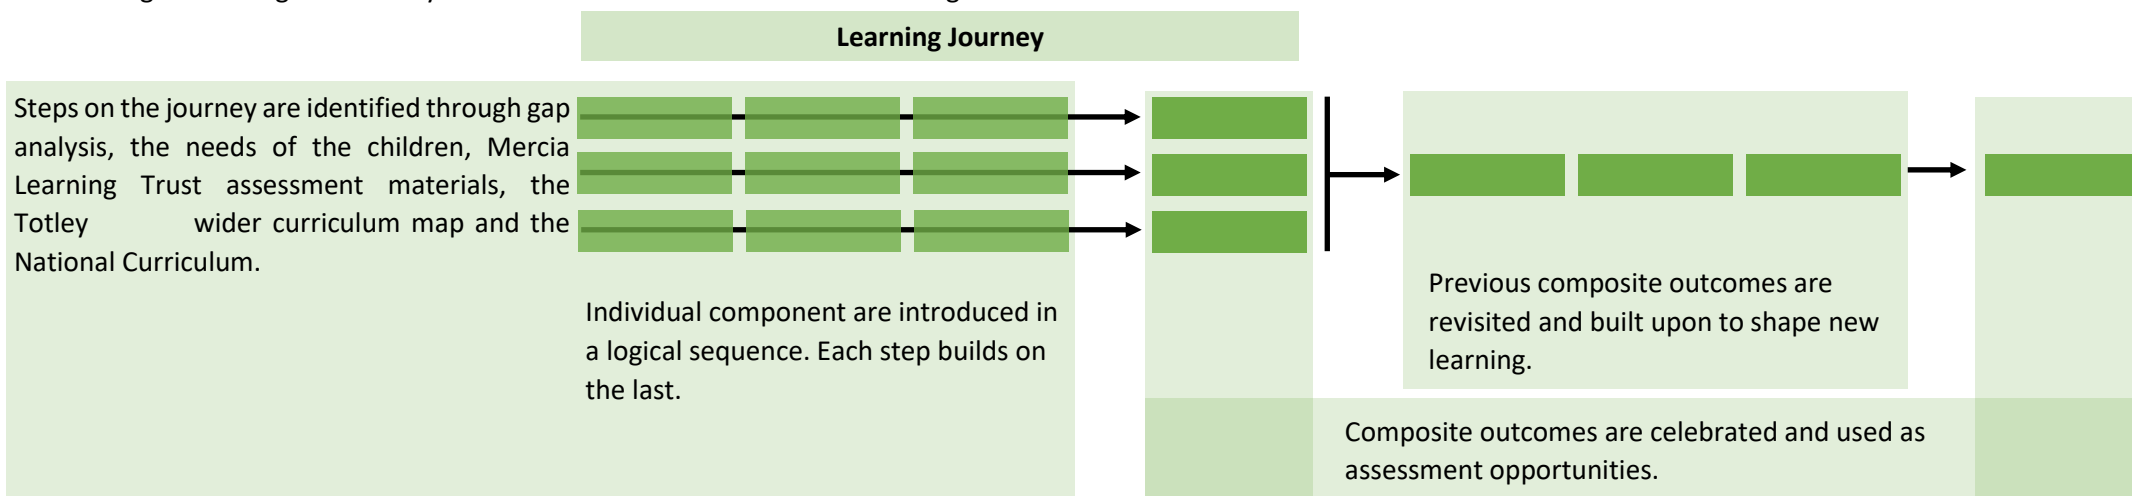 Learning Journey
Steps on the journey are identified through gap
analysis, the needs of the children, Mercia
Learning Trust assessment materials, the
Totley wider curriculum map and the
National Curriculum.
Individual component are introduced in
a logical sequence. Each step builds on
the last.
Previous composite outcomes are
revisited and built upon to shape new
learning.
Composite outcomes are celebrated and used as
assessment opportunities.